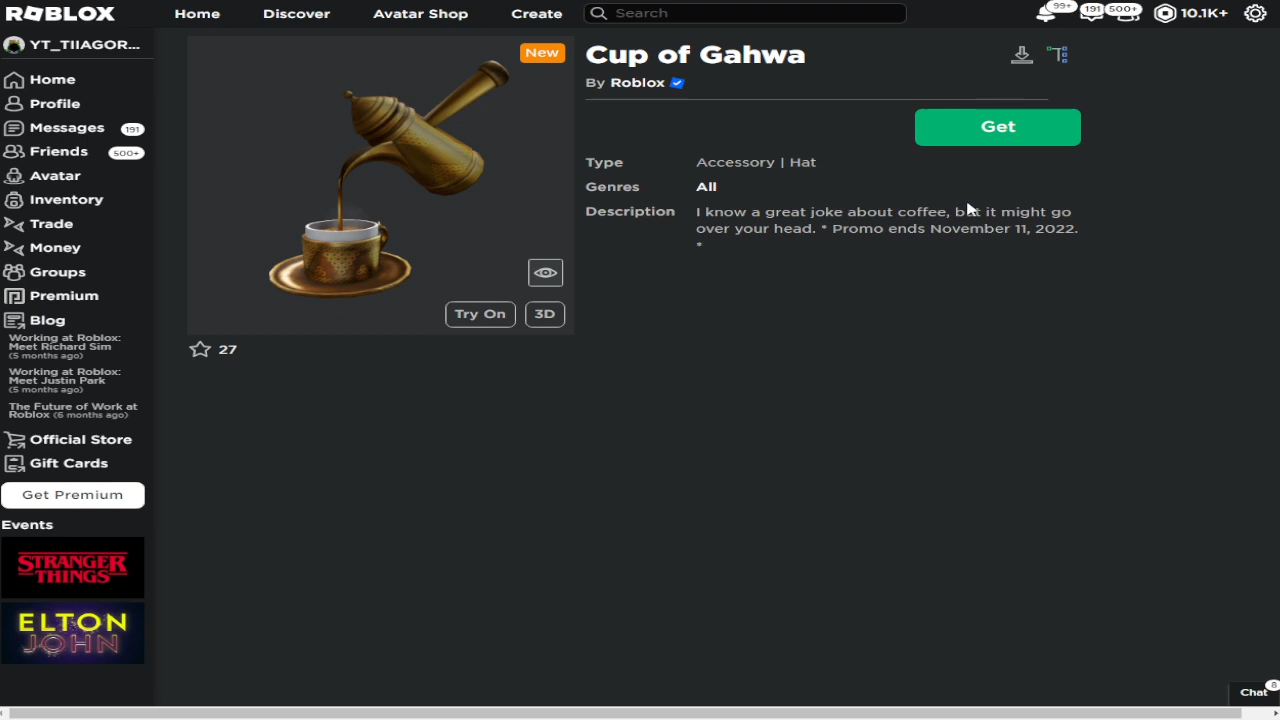 ROBLOX
Home
Discover
Avatar Shop
Create
Search
99+
191
500+
10.1K+
YT_TIIAGOR...
Home
Profile
Messages
191
Friends
500+
Avatar
Inventory
Trade
Money
Groups
Premium
Blog
Working at Roblox:
Meet Richard Sim
(5 months ago)
Working at Roblox:
Meet Justin Park
(5 months ago)
The Future of Work at
Roblox (6 months ago)
Official Store
Gift Cards
Get Premium
Events
STRANGER
THINGS
ELTON
JOHN
New
Try On
3D
27
Cup of Gahwa
By Roblox
Get
Type
Accessory | Hat
Genres
All
Description
I know a great joke about coffee, but it might go
over your head. * Promo ends November 11, 2022.
*
Chat
8